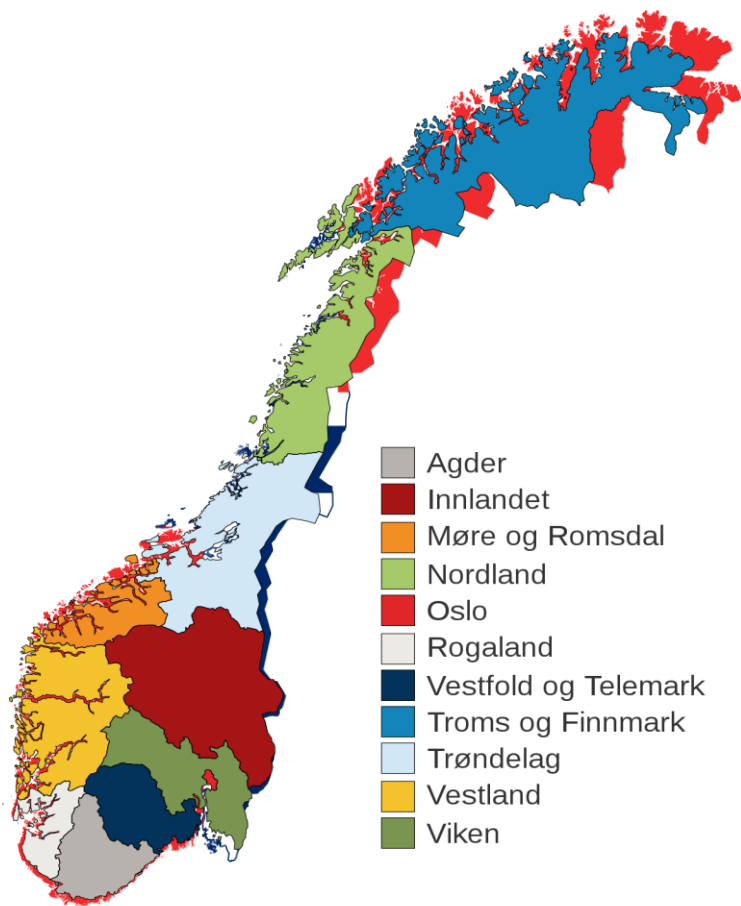 Agder
Innlandet
Møre og Romsdal
Nordland
Oslo
Rogaland
Vestfold og Telemark
Troms og Finnmark
Trøndelag
Vestland
Viken